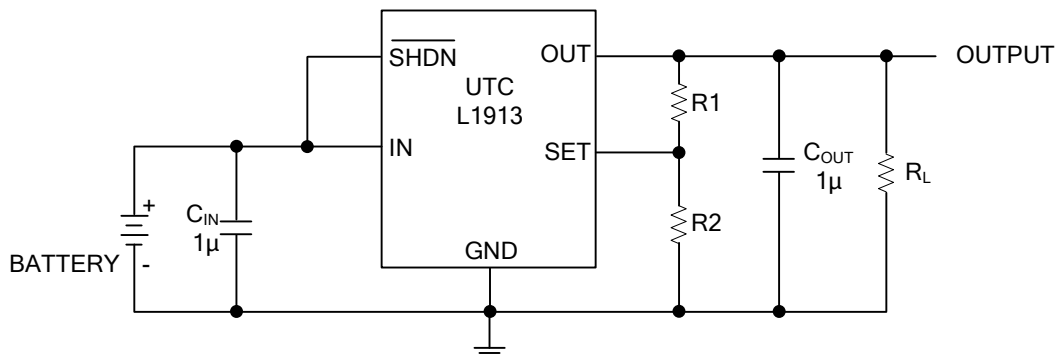 SHDN
OUT
OUTPUT
UTC
L1913
R1
IN
SET
COUT
1µ
RL
CIN
1µ
R2
+
BATTERY
-
GND